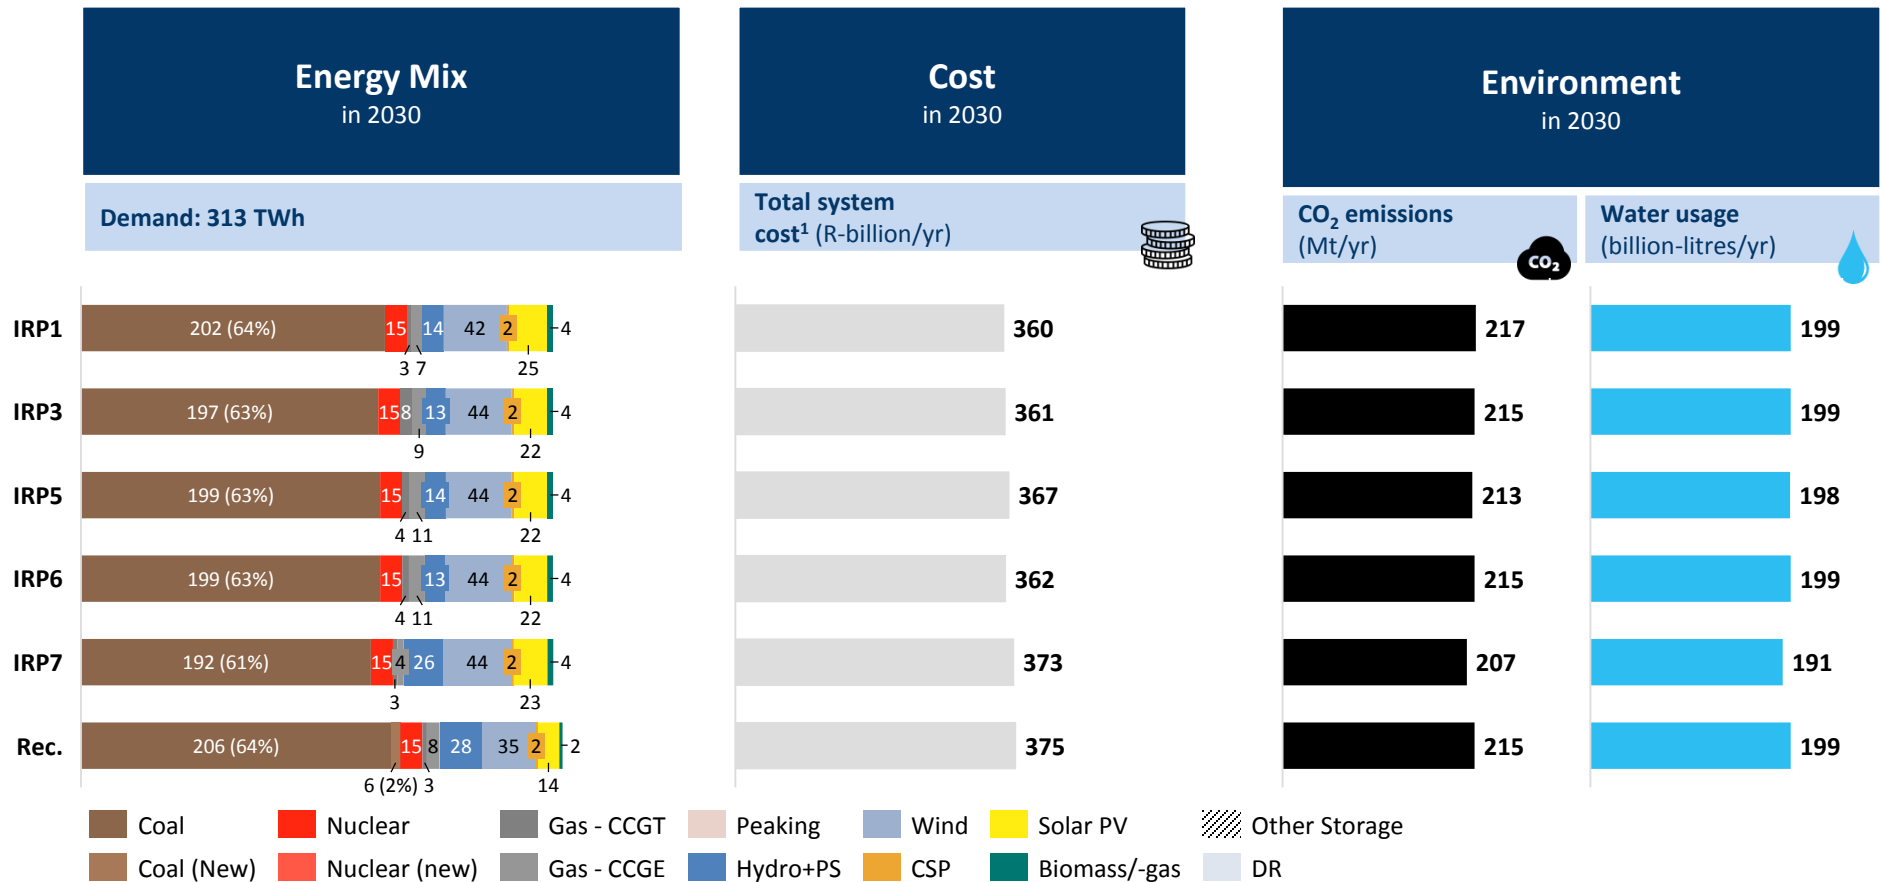 Energy Mix
in 2030
Cost
in 2030
Environment
in 2030
Demand: 313 TWh
Total system
cost¹ (R-billion/yr)
CO₂ emissions
(Mt/yr)
CO₂
Water usage
(billion-litres/yr)
IRP1 202 (64%) 15 14 42 2 4 360 217 199
3 7 25
IRP3 197 (63%) 15 8 13 44 2 4 361 215 199
9 22
IRP5 199 (63%) 15 14 44 2 4 367 213 198
4 11 22
IRP6 199 (63%) 15 13 44 2 4 362 215 199
4 11 22
IRP7 192 (61%) 15 4 26 44 2 4 373 207 191
3 23
Rec. 206 (64%) 15 8 28 35 2 2 375 215 199
6 (2%) 3 14
Coal Nuclear Gas - CCGT Peaking Wind Solar PV Other Storage
Coal (New) Nuclear (new) Gas - CCGE Hydro+PS CSP Biomass/-gas DR